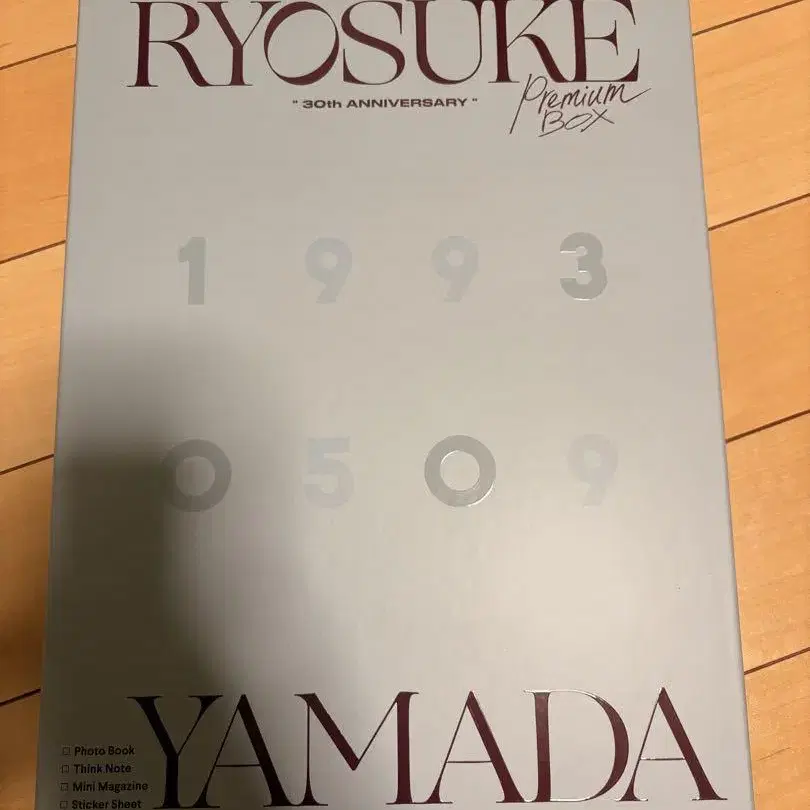 RYOSUKE
" 30th ANNIVERSARY "
Premium
BOX
1 9 9 3
0 5 0 9
YAMADA
□ Photo Book
□ Think Note
□ Mini Magazine
□ Sticker Sheet